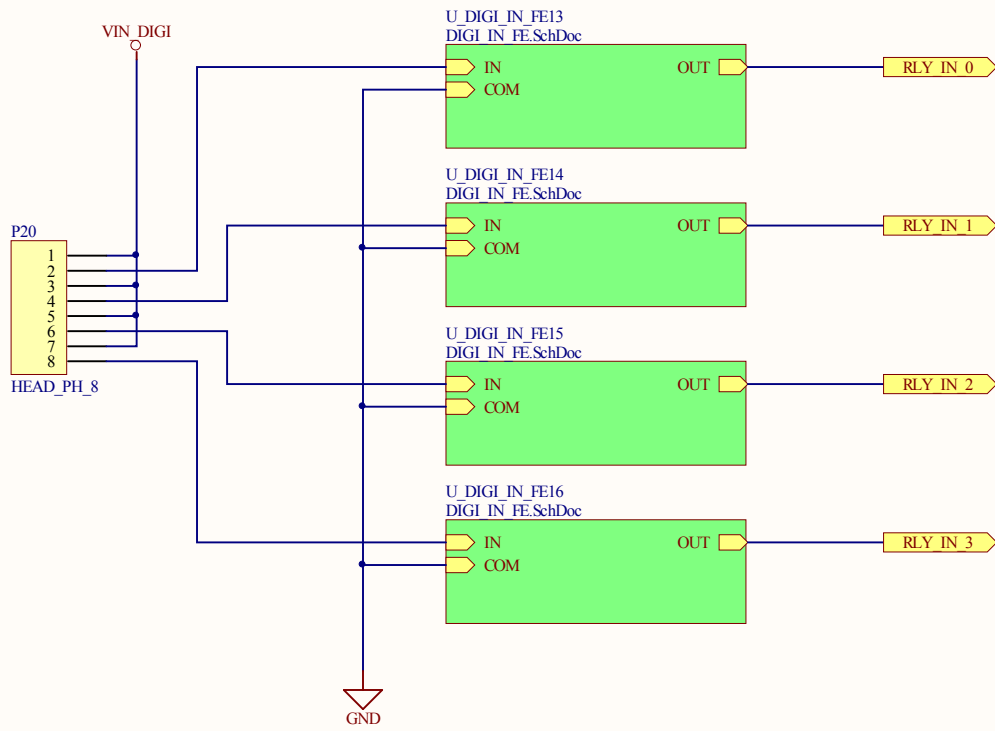 VIN_DIGI
U_DIGI_IN_FE13
DIGI_IN_FE.SchDoc
IN
OUT
RLY_IN_0
COM
U_DIGI_IN_FE14
DIGI_IN_FE.SchDoc
IN
OUT
RLY_IN_1
COM
P20
1
2
3
4
5
6
7
8
HEAD_PH_8
U_DIGI_IN_FE15
DIGI_IN_FE.SchDoc
IN
OUT
RLY_IN_2
COM
U_DIGI_IN_FE16
DIGI_IN_FE.SchDoc
IN
OUT
RLY_IN_3
COM
GND